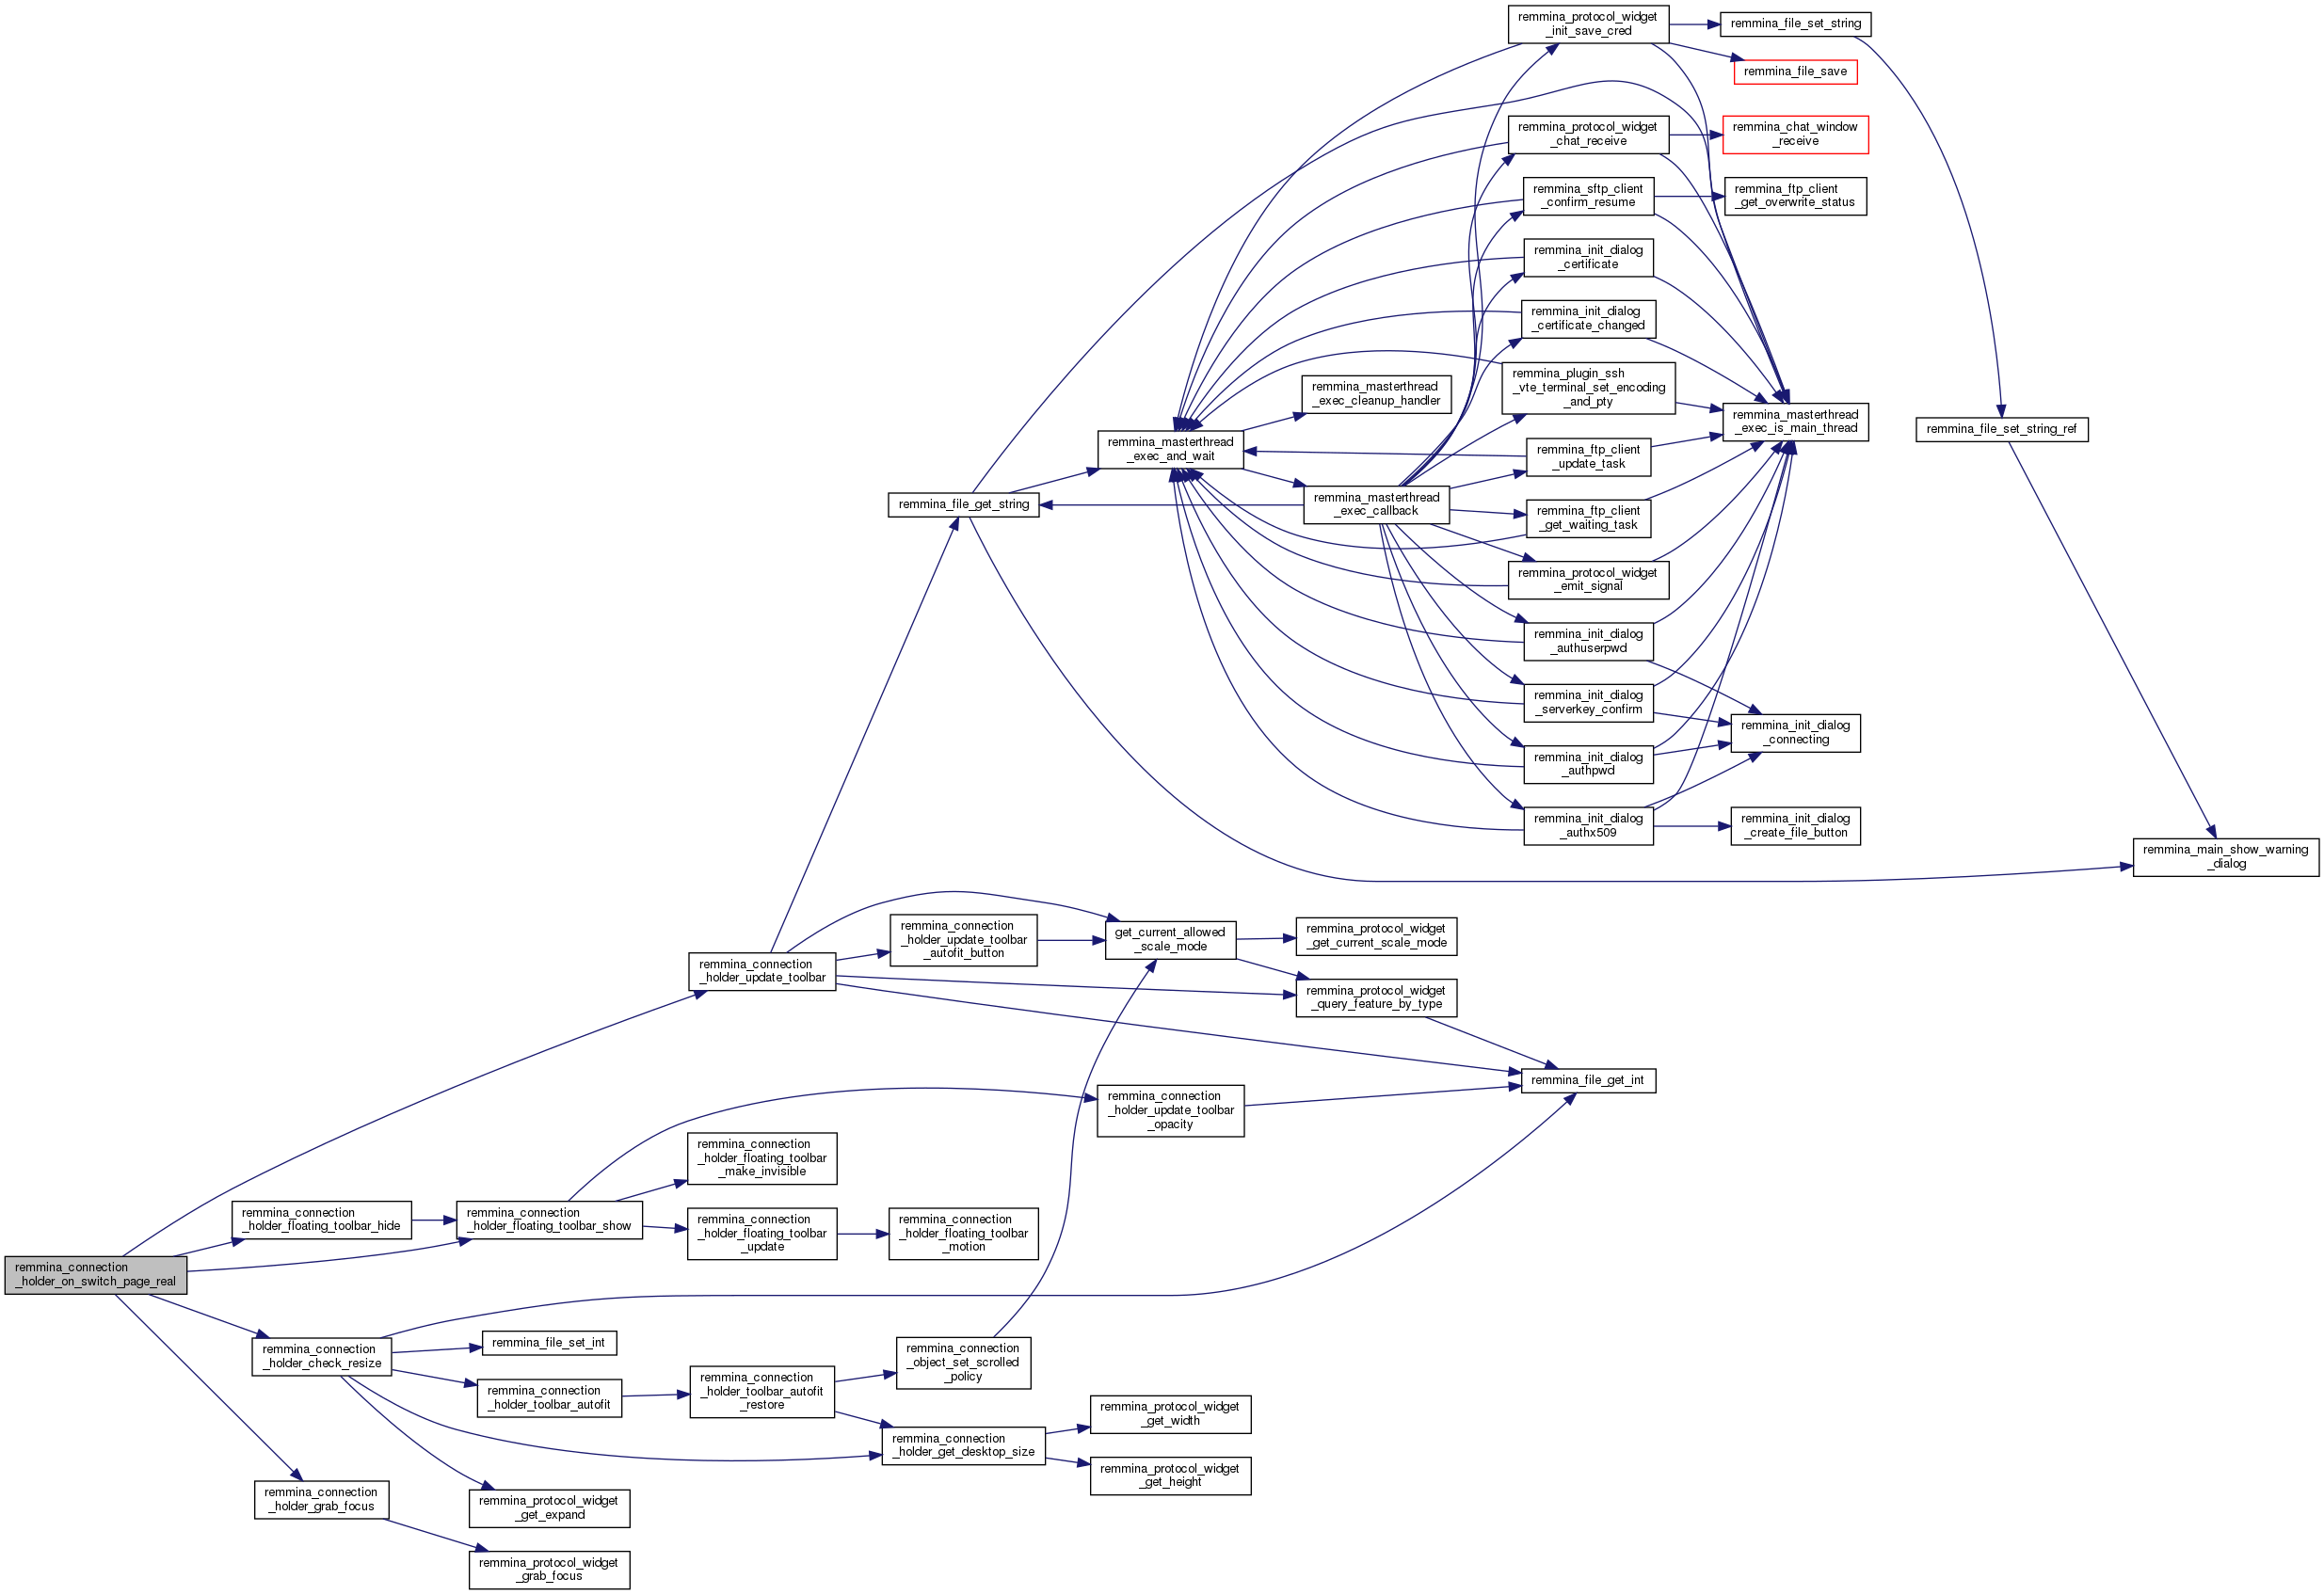 remmina_protocol_widget
_init_save_cred
remmina_file_set_string
remmina_file_save
remmina_protocol_widget
_chat_receive
remmina_chat_window
_receive
remmina_sftp_client
_confirm_resume
remmina_ftp_client
_get_overwrite_status
remmina_init_dialog
_certificate
remmina_init_dialog
_certificate_changed
remmina_plugin_ssh
_vte_terminal_set_encoding
_and_pty
remmina_masterthread
_exec_cleanup_handler
remmina_masterthread
_exec_is_main_thread
remmina_file_set_string_ref
remmina_masterthread
_exec_and_wait
remmina_ftp_client
_update_task
remmina_file_get_string
remmina_masterthread
_exec_callback
remmina_ftp_client
_get_waiting_task
remmina_protocol_widget
_emit_signal
remmina_init_dialog
_authuserpwd
remmina_init_dialog
_serverkey_confirm
remmina_init_dialog
_connecting
remmina_init_dialog
_authpwd
remmina_init_dialog
_authx509
remmina_init_dialog
_create_file_button
remmina_main_show_warning
_dialog
remmina_connection
_holder_update_toolbar
_autofit_button
get_current_allowed
_scale_mode
remmina_protocol_widget
_get_current_scale_mode
remmina_connection
_holder_update_toolbar
remmina_protocol_widget
_query_feature_by_type
remmina_file_get_int
remmina_connection
_holder_update_toolbar
_opacity
remmina_connection
_holder_floating_toolbar
_make_invisible
remmina_connection
_holder_floating_toolbar_hide
remmina_connection
_holder_floating_toolbar_show
remmina_connection
_holder_floating_toolbar
_update
remmina_connection
_holder_floating_toolbar
_motion
remmina_connection
_holder_on_switch_page_real
remmina_connection
_holder_check_resize
remmina_file_set_int
remmina_connection
_object_set_scrolled
_policy
remmina_connection
_holder_toolbar_autofit
remmina_connection
_holder_toolbar_autofit
_restore
remmina_protocol_widget
_get_width
remmina_connection
_holder_get_desktop_size
remmina_protocol_widget
_get_height
remmina_connection
_holder_grab_focus
remmina_protocol_widget
_get_expand
remmina_protocol_widget
_grab_focus